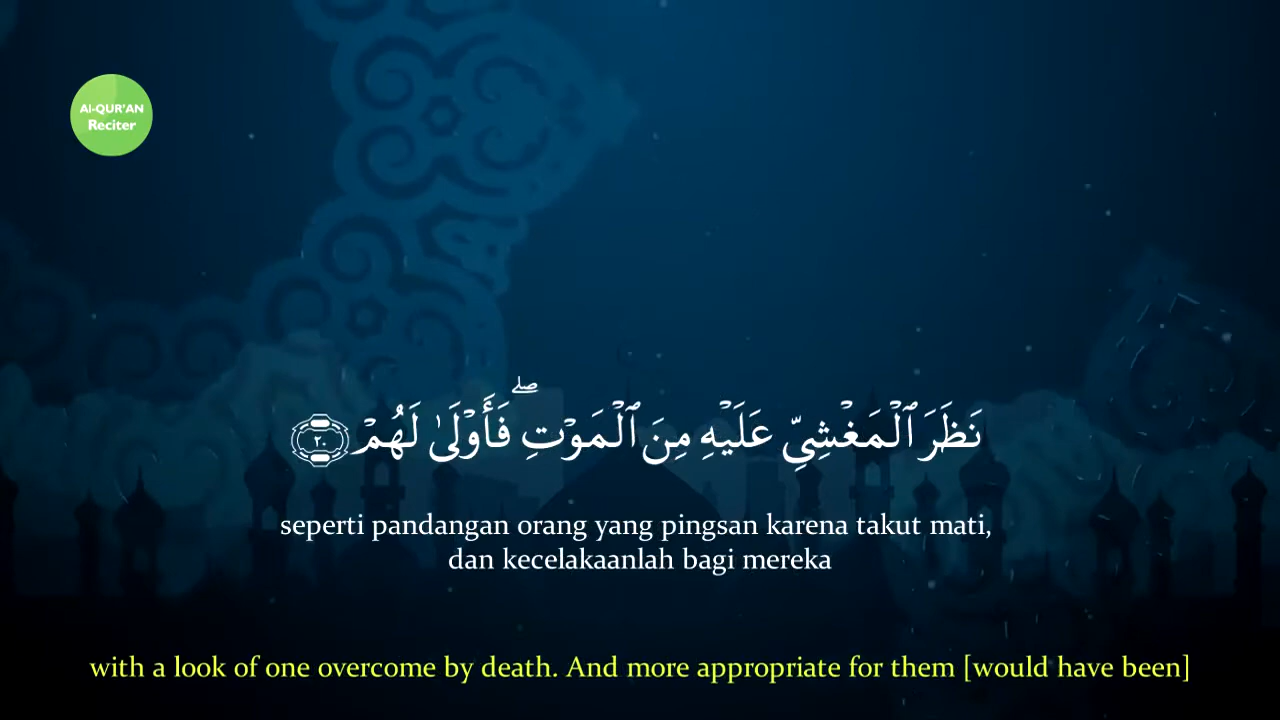 Al-QUR'AN
Reciter
نَظَرَ ٱلْمَغْشِيِّ عَلَيْهِ مِنَ ٱلْمَوْتِ ۖ فَأَوْلَىٰ لَهُمْ ٢٠
seperti pandangan orang yang pingsan karena takut mati,
dan kecelakaanlah bagi mereka
with a look of one overcome by death. And more appropriate for them [would have been]